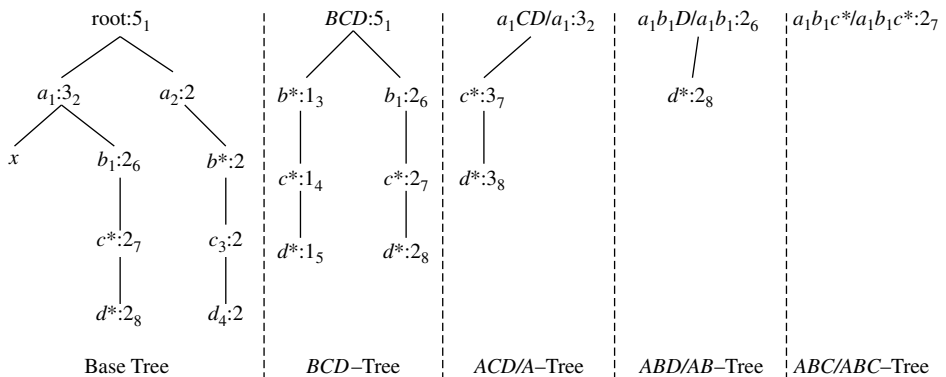 root:5₁ BCD:5₁ a₁CD/a₁:3₂ a₁b₁D/a₁b₁:2₆ a₁b₁c*/a₁b₁c*:2₇
a₁:3₂ a₂:2 b*:1₃ b₁:2₆ c*:3₇ d*:2₈
x b₁:2₆ b*:2 c*:1₄ c*:2₇ d*:3₈
c*:2₇ c₃:2 d*:1₅ d*:2₈
d*:2₈ d₄:2
Base Tree BCD–Tree ACD/A–Tree ABD/AB–Tree ABC/ABC–Tree